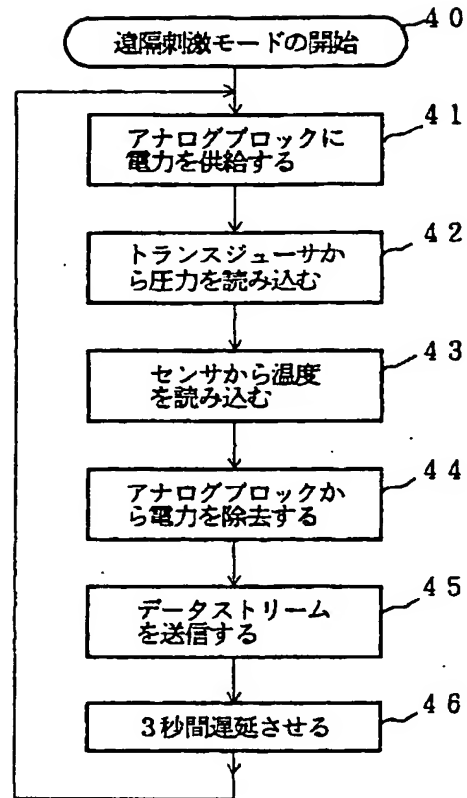 40
遠隔刺激モードの開始
41
アナログブロックに
電力を供給する
42
トランスジューサか
ら圧力を読み込む
43
センサから温度
を読み込む
44
アナログブロックか
ら電力を除去する
45
データストリーム
を送信する
46
3秒間遅延させる